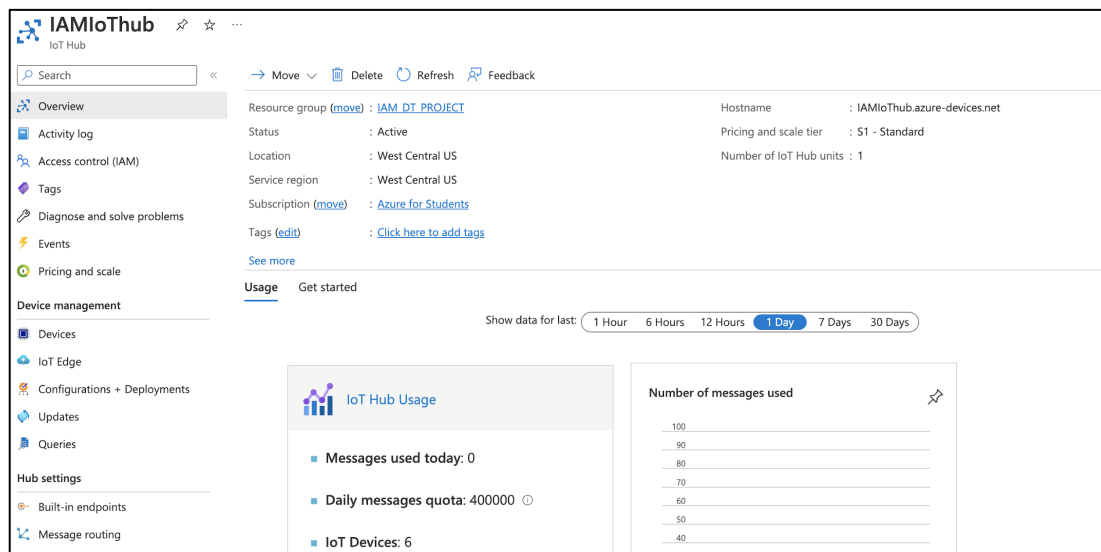 IAMIoThub
IoT Hub
Search
Overview
Activity log
Access control (IAM)
Tags
Diagnose and solve problems
Events
Pricing and scale
Device management
Devices
IoT Edge
Configurations + Deployments
Updates
Queries
Hub settings
Built-in endpoints
Message routing
Move
Delete
Refresh
Feedback
Resource group (move) : IAM_DT_PROJECT
Status : Active
Location : West Central US
Service region : West Central US
Subscription (move) : Azure for Students
Tags (edit) : Click here to add tags
See more
Hostname : IAMIoThub.azure-devices.net
Pricing and scale tier : S1 - Standard
Number of IoT Hub units : 1
Usage Get started
Show data for last: 1 Hour 6 Hours 12 Hours 1 Day 7 Days 30 Days
IoT Hub Usage
Messages used today: 0
Daily messages quota: 400000
IoT Devices: 6
Number of messages used
100
90
80
70
60
50
40